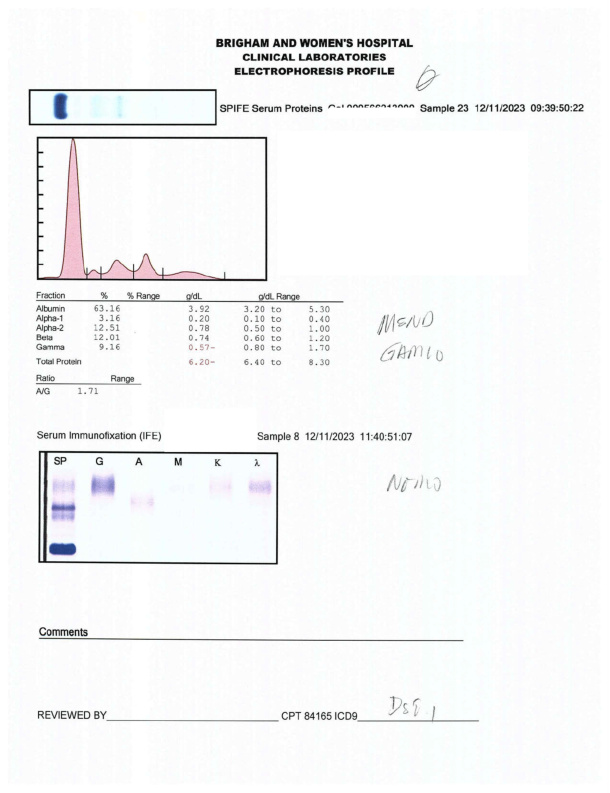 BRIGHAM AND WOMEN'S HOSPITAL
CLINICAL LABORATORIES
ELECTROPHORESIS PROFILE
SPIFE Serum Proteins Sample 23 12/11/2023 09:39:50:22
Fraction % % Range g/dL g/dL Range
Albumin 63.16 3.92 3.20 to 5.30
Alpha-1 3.16 0.20 0.10 to 0.40
Alpha-2 12.51 0.78 0.50 to 1.00
Beta 12.01 0.74 0.60 to 1.20
Gamma 9.16 0.57- 0.80 to 1.70
Total Protein 6.20- 6.40 to 8.30
Ratio Range
A/G 1.71
Serum Immunofixation (IFE) Sample 8 12/11/2023 11:40:51:07
SP G A M K λ
Comments
REVIEWED BY CPT 84165 ICD9